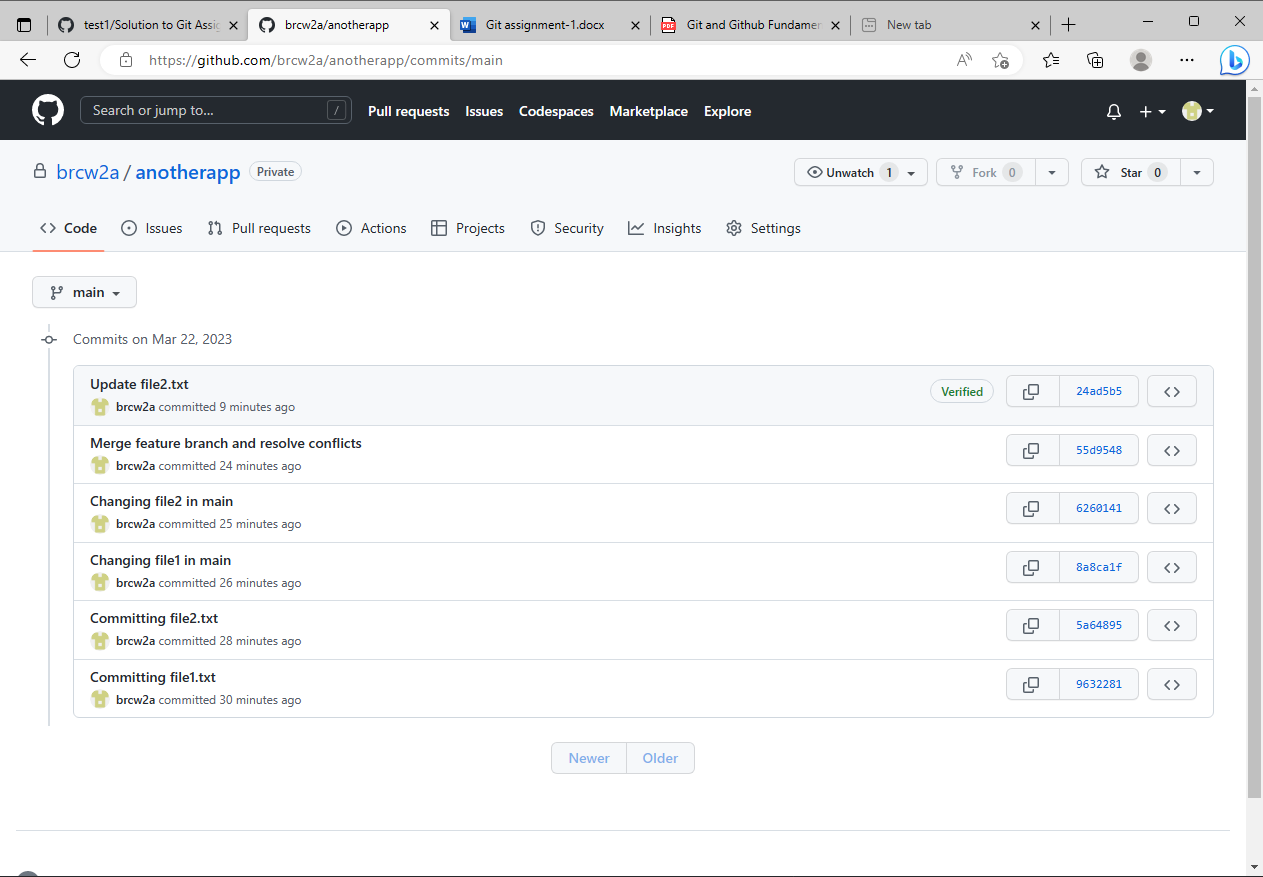 test1/Solution to Git Assig
brcw2a/anotherapp
Git assignment-1.docx
Git and Github Fundamen
New tab
https://github.com/brcw2a/anotherapp/commits/main
Search or jump to... /
Pull requests Issues Codespaces Marketplace Explore
brcw2a / anotherapp Private
Unwatch 1 Fork 0 Star 0
Code Issues Pull requests Actions Projects Security Insights Settings
main
Commits on Mar 22, 2023
Update file2.txt
brcw2a committed 9 minutes ago
Verified 24ad5b5
Merge feature branch and resolve conflicts
brcw2a committed 24 minutes ago
55d9548
Changing file2 in main
brcw2a committed 25 minutes ago
6260141
Changing file1 in main
brcw2a committed 26 minutes ago
8a8ca1f
Committing file2.txt
brcw2a committed 28 minutes ago
5a64895
Committing file1.txt
brcw2a committed 30 minutes ago
9632281
Newer Older